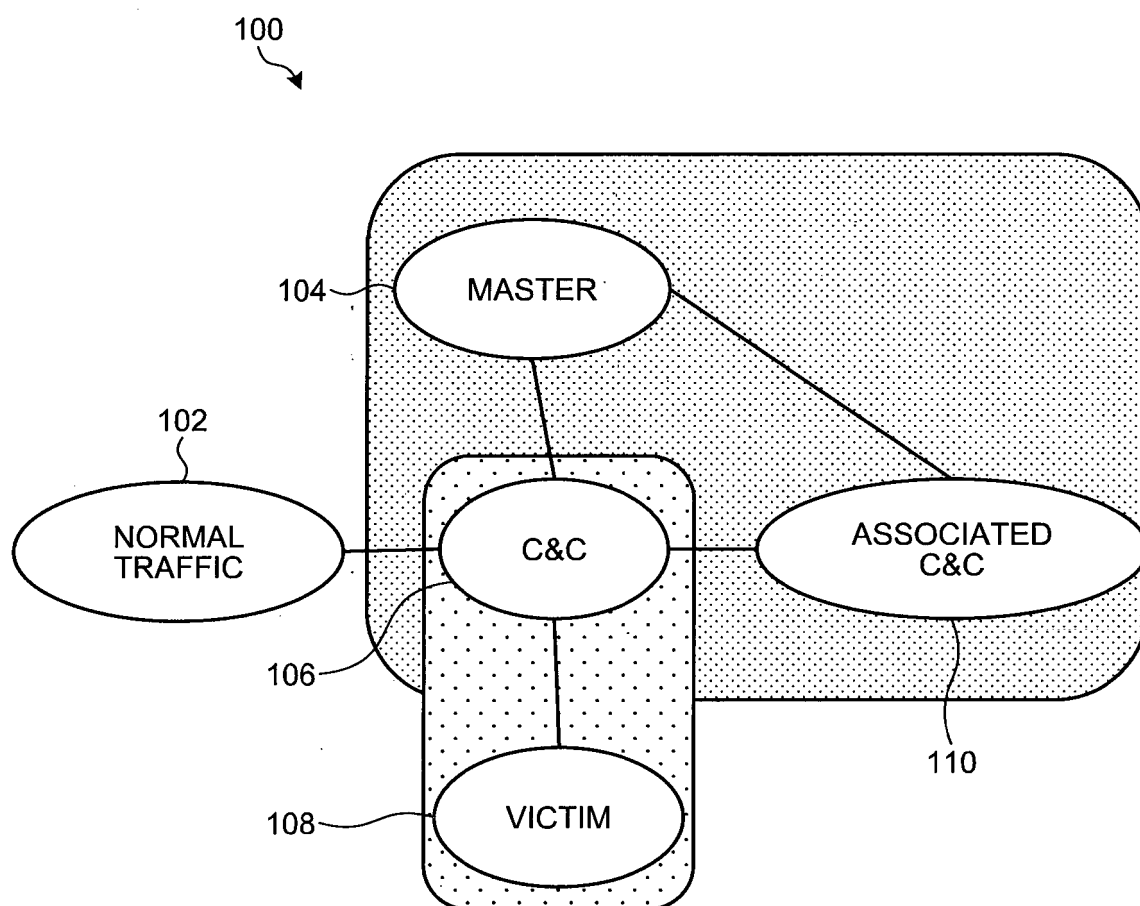 100
104
MASTER
102
NORMAL
TRAFFIC
C&C
ASSOCIATED
C&C
106
110
108
VICTIM